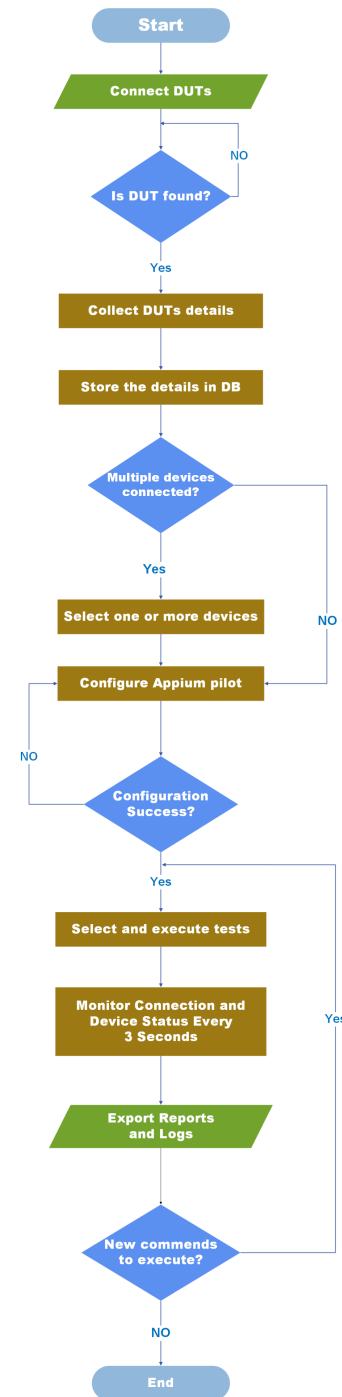 Start
Connect DUTs
NO
Is DUT found?
Yes
Collect DUTs details
Store the details in DB
Multiple devices
connected?
Yes
Select one or more devices
NO
Configure Appium pilot
NO
Configuration
Success?
Yes
Select and execute tests
Monitor Connection and
Device Status Every
3 Seconds
Yes
Export Reports
and Logs
New commends
to execute?
NO
End